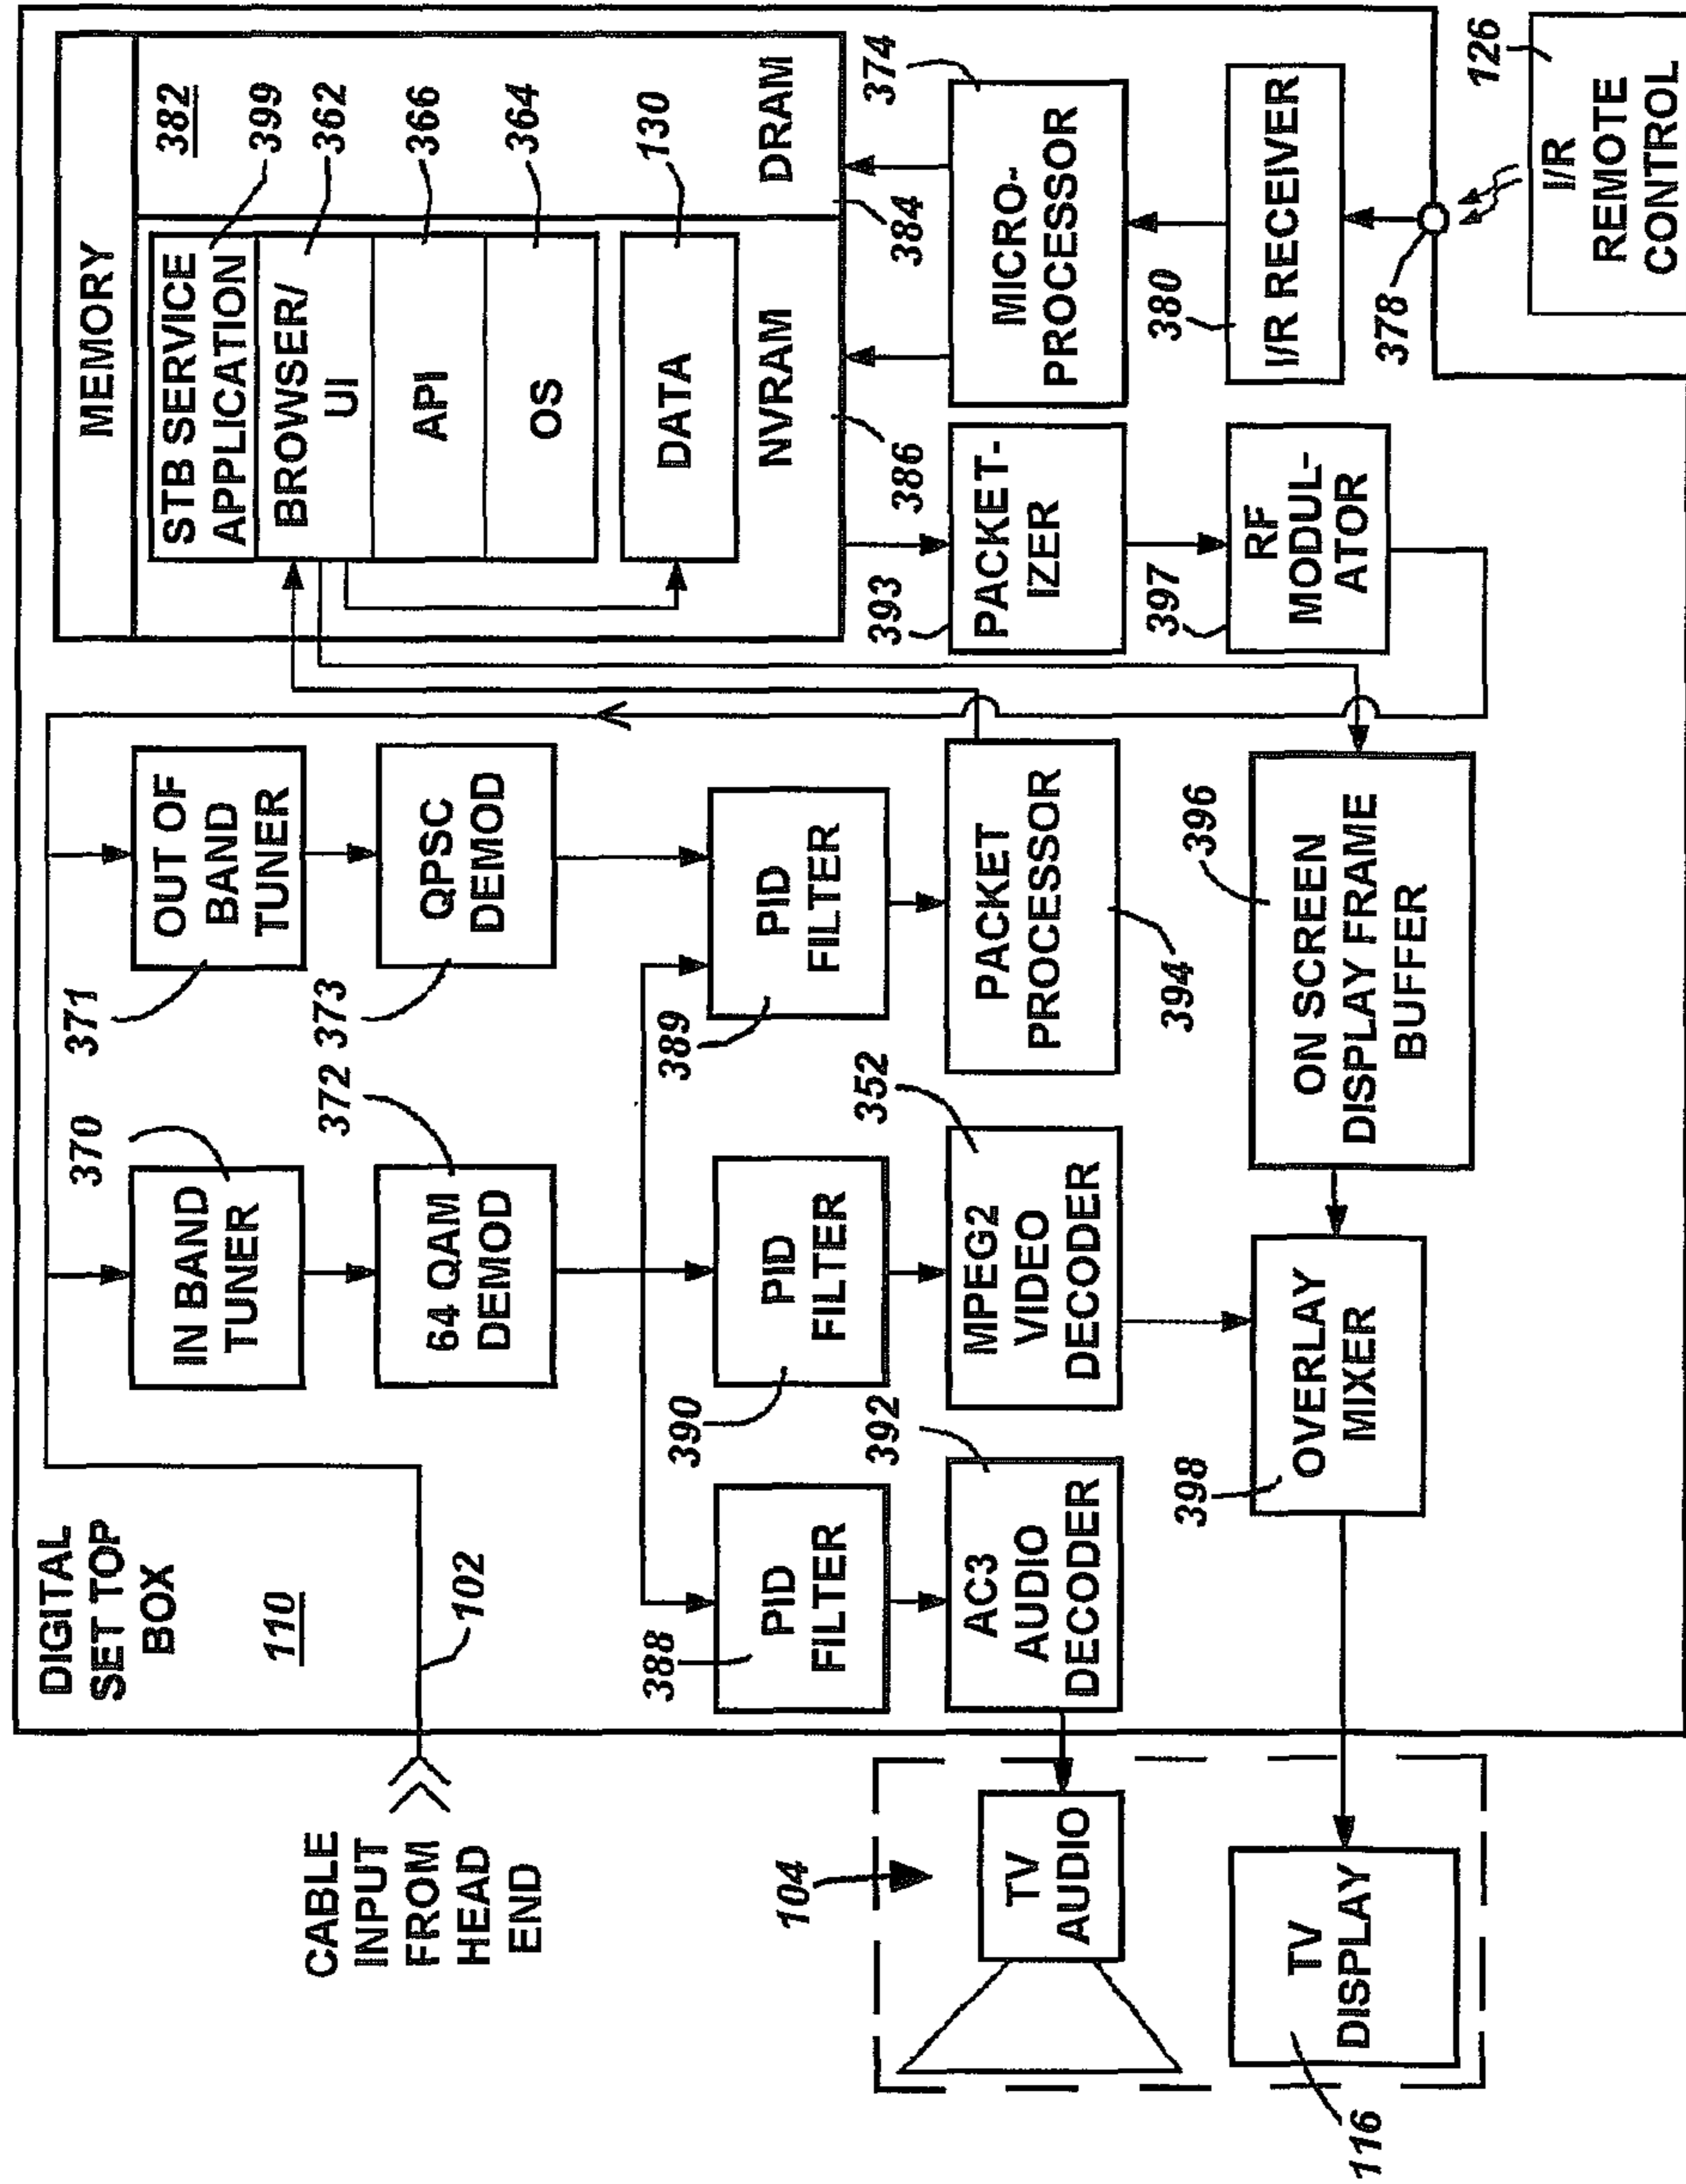 DIGITAL
SET TOP
BOX
110
CABLE
INPUT
FROM
HEAD
END
102
370
IN BAND
TUNER
371
OUT OF
BAND
TUNER
372
64 QAM
DEMOD
373
QPSC
DEMOD
388
PID
FILTER
390
PID
FILTER
389
PID
FILTER
392
AC3
AUDIO
DECODER
352
MPEG2
VIDEO
DECODER
394
PACKET
PROCESSOR
398
OVERLAY
MIXER
396
ON SCREEN
DISPLAY FRAME
BUFFER
104
TV
AUDIO
116
TV
DISPLAY
MEMORY
382
STB SERVICE
APPLICATION
399
BROWSER/
UI
362
API
366
OS
364
DATA
130
NVRAM
DRAM
386
384
393
PACKET-
IZER
374
MICRO-
PROCESSOR
397
RF
MODUL-
ATOR
380
I/R RECEIVER
378
126
I/R
REMOTE
CONTROL